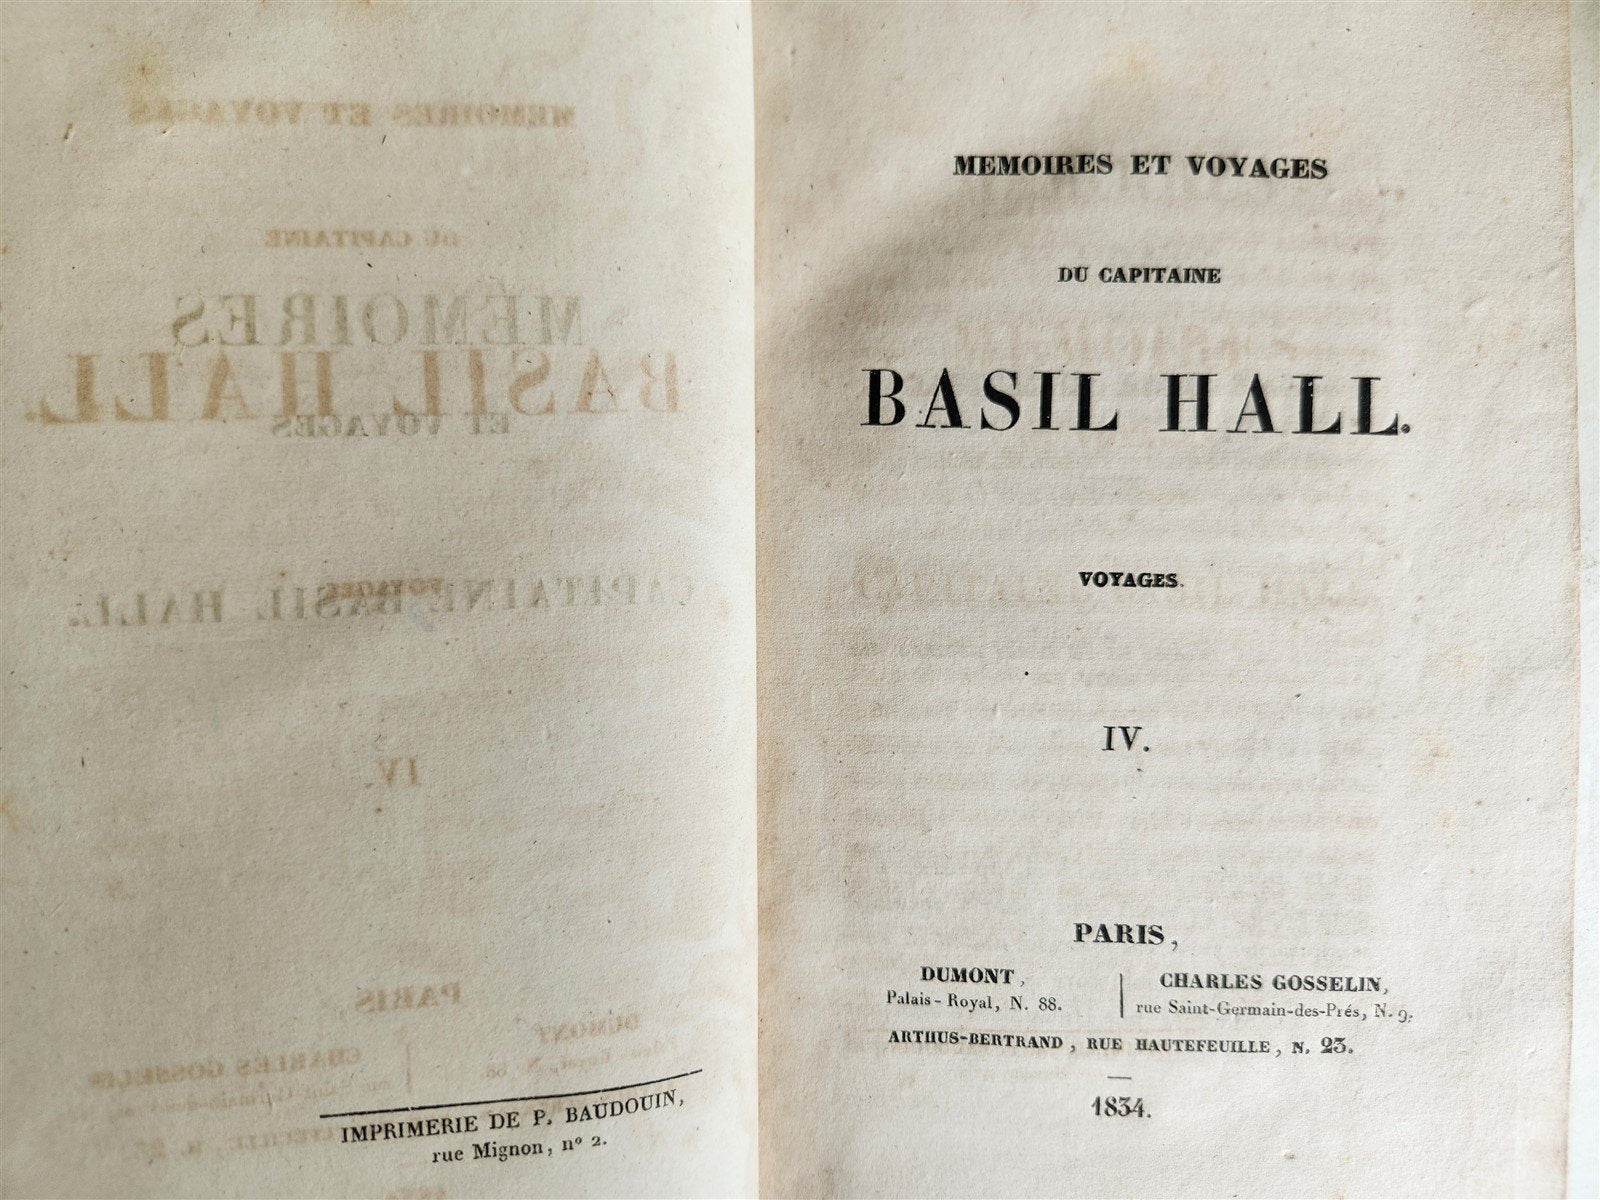 IMPRIMERIE DE P. BAUDOUIN,
rue Mignon, nº 2.
MEMOIRES ET VOYAGES
DU CAPITAINE
BASIL HALL.
VOYAGES.
IV.
PARIS,
DUMONT,
Palais-Royal, N. 88.
CHARLES GOSSELIN,
rue Saint-Germain-des-Prés, N. 9.
ARTHUS-BERTRAND, RUE HAUTEFEUILLE, N. 23.
1834.